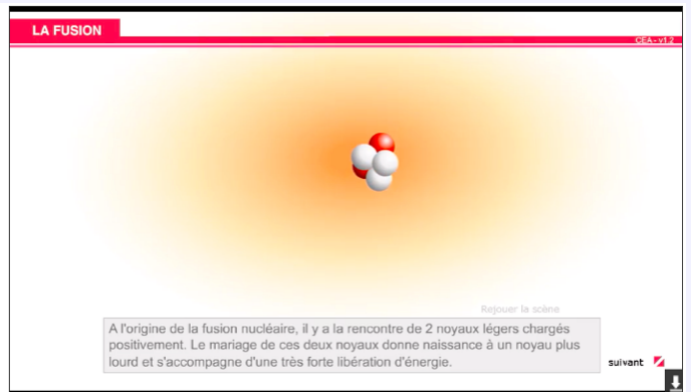 LA FUSION
CEA - v1.2
Rejouer la scène
A l'origine de la fusion nucléaire, il y a la rencontre de 2 noyaux légers chargés
positivement. Le mariage de ces deux noyaux donne naissance à un noyau plus
lourd et s'accompagne d'une très forte libération d'énergie.
suivant